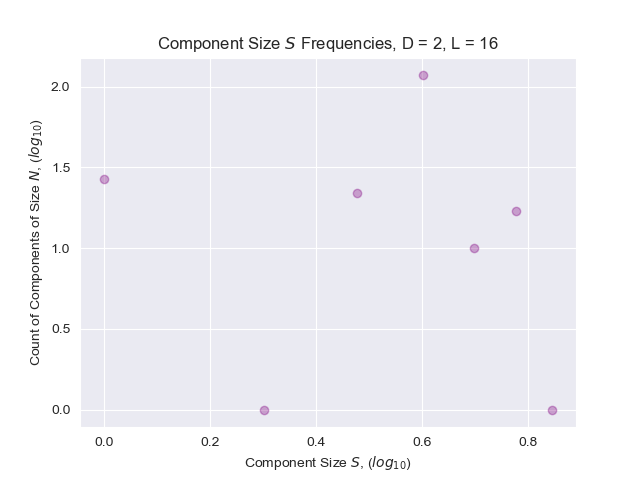 Component Size S Frequencies, D = 2, L = 16
Count of Components of Size N, (log10)
2.0
1.5
1.0
0.5
0.0
0.0 0.2 0.4 0.6 0.8
Component Size S, (log10)